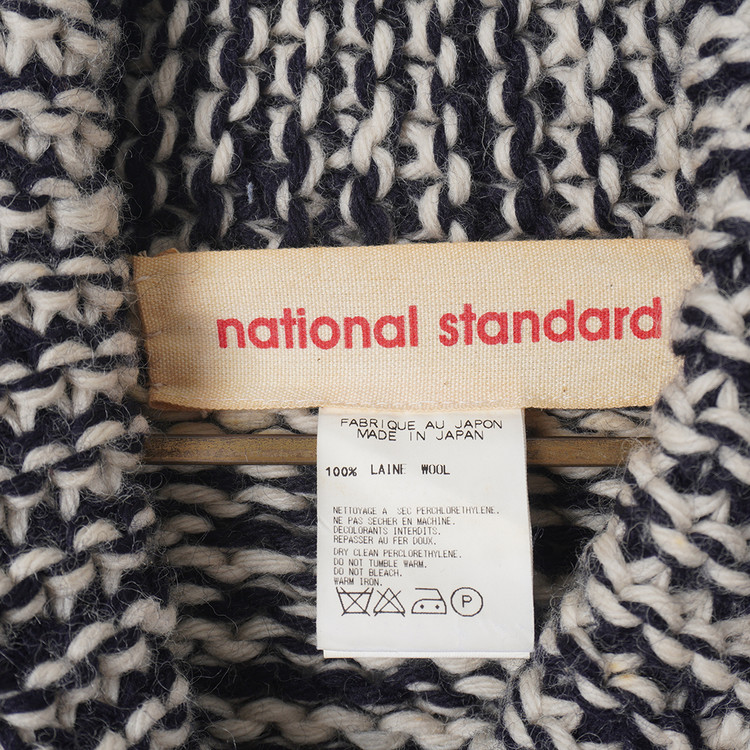 national standard
FABRIQUE AU JAPON
MADE IN JAPAN
100% LAINE WOOL
NETTOYAGE A SEC PERCHLORETHYLENE.
NE PAS SECHER EN MACHINE.
DECOLORANTS INTERDITS.
REPASSER AU FER DOUX.
DRY CLEAN PERCLORETHYLENE.
DO NOT TUMBLE WARM.
DO NOT BLEACH.
WARM IRON.
P